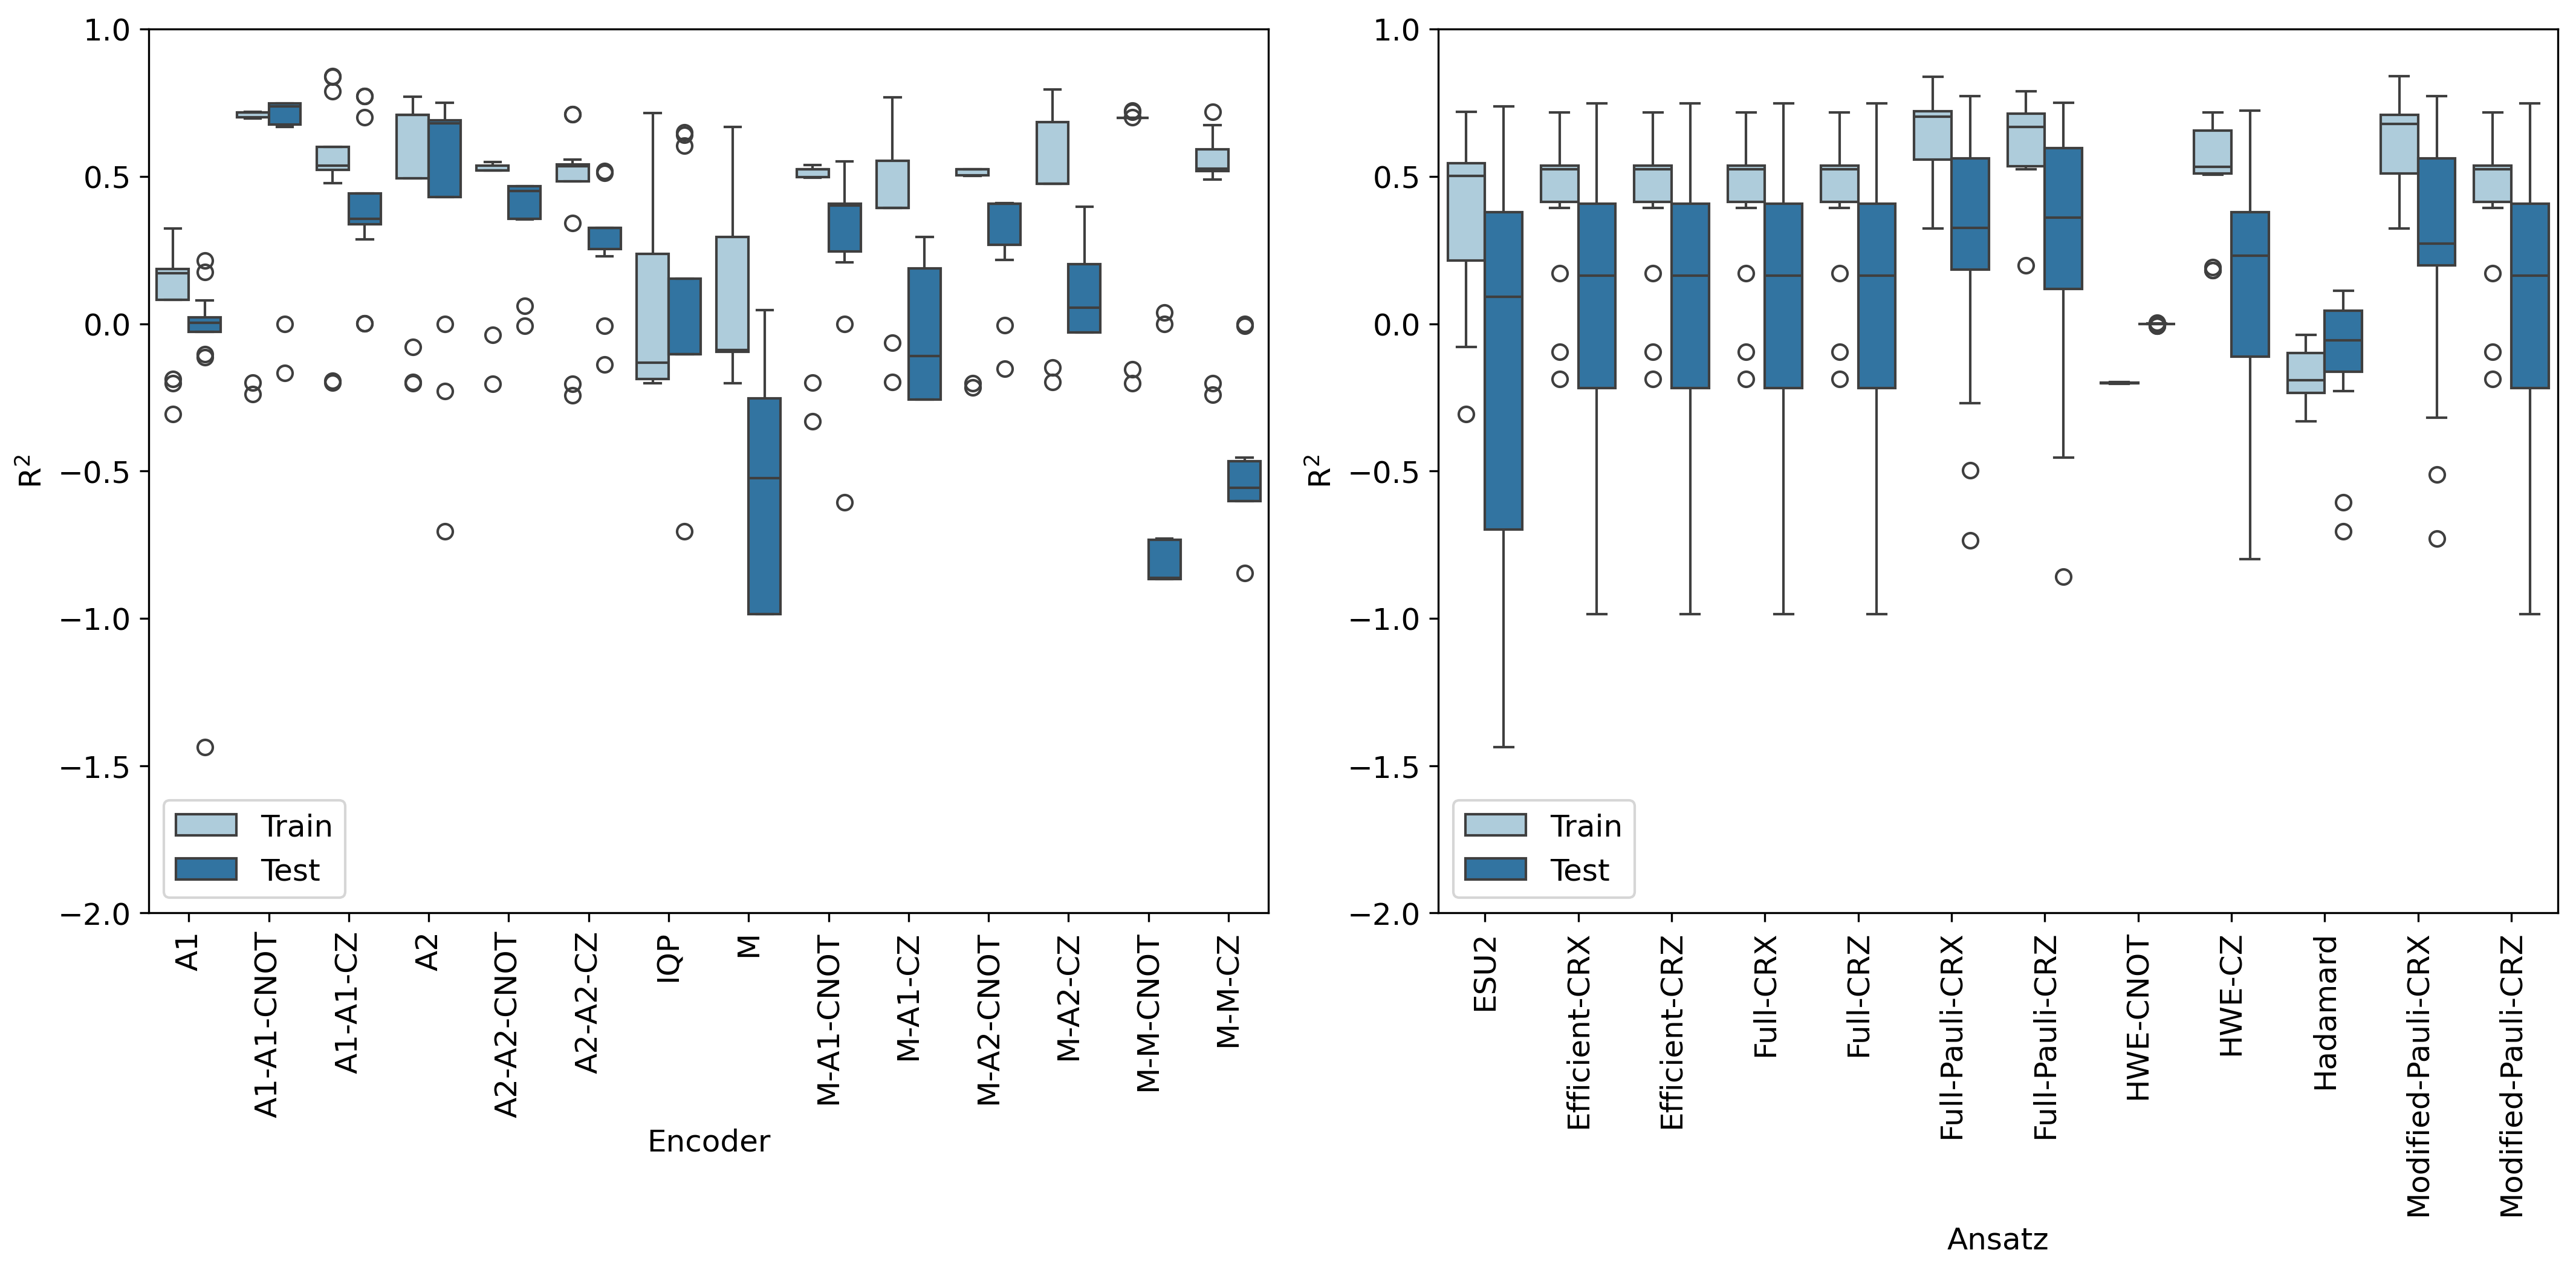 1.0
0.5
0.0
−0.5
−1.0
−1.5
−2.0
R²
Train
Test
A1
A1-A1-CNOT
A1-A1-CZ
A2
A2-A2-CNOT
A2-A2-CZ
IQP
M
M-A1-CNOT
M-A1-CZ
M-A2-CNOT
M-A2-CZ
M-M-CNOT
M-M-CZ
Encoder
1.0
0.5
0.0
−0.5
−1.0
−1.5
−2.0
R²
Train
Test
ESU2
Efficient-CRX
Efficient-CRZ
Full-CRX
Full-CRZ
Full-Pauli-CRX
Full-Pauli-CRZ
HWE-CNOT
HWE-CZ
Hadamard
Modified-Pauli-CRX
Modified-Pauli-CRZ
Ansatz